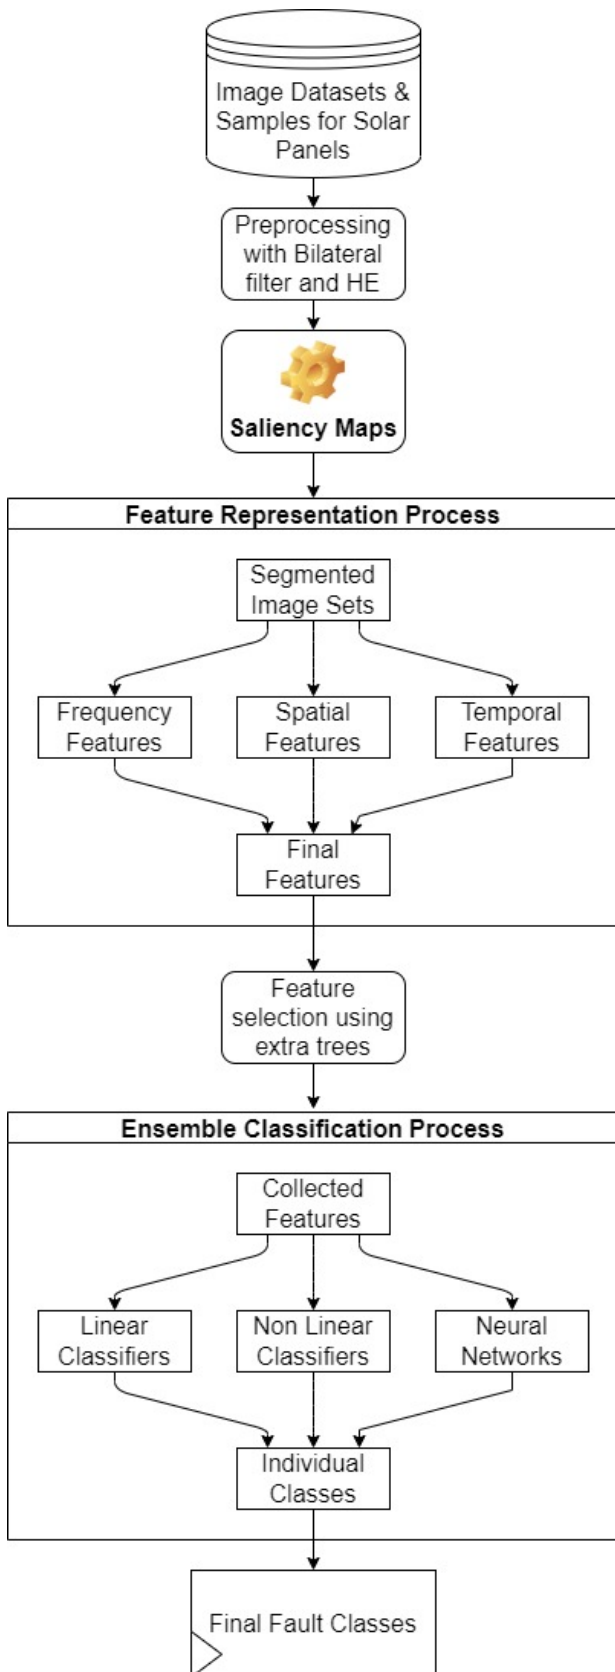 Image Datasets &
Samples for Solar
Panels
Preprocessing
with Bilateral
filter and HE
Saliency Maps
Feature Representation Process
Segmented
Image Sets
Frequency
Features
Spatial
Features
Temporal
Features
Final
Features
Feature
selection using
extra trees
Ensemble Classification Process
Collected
Features
Linear
Classifiers
Non Linear
Classifiers
Neural
Networks
Individual
Classes
Final Fault Classes